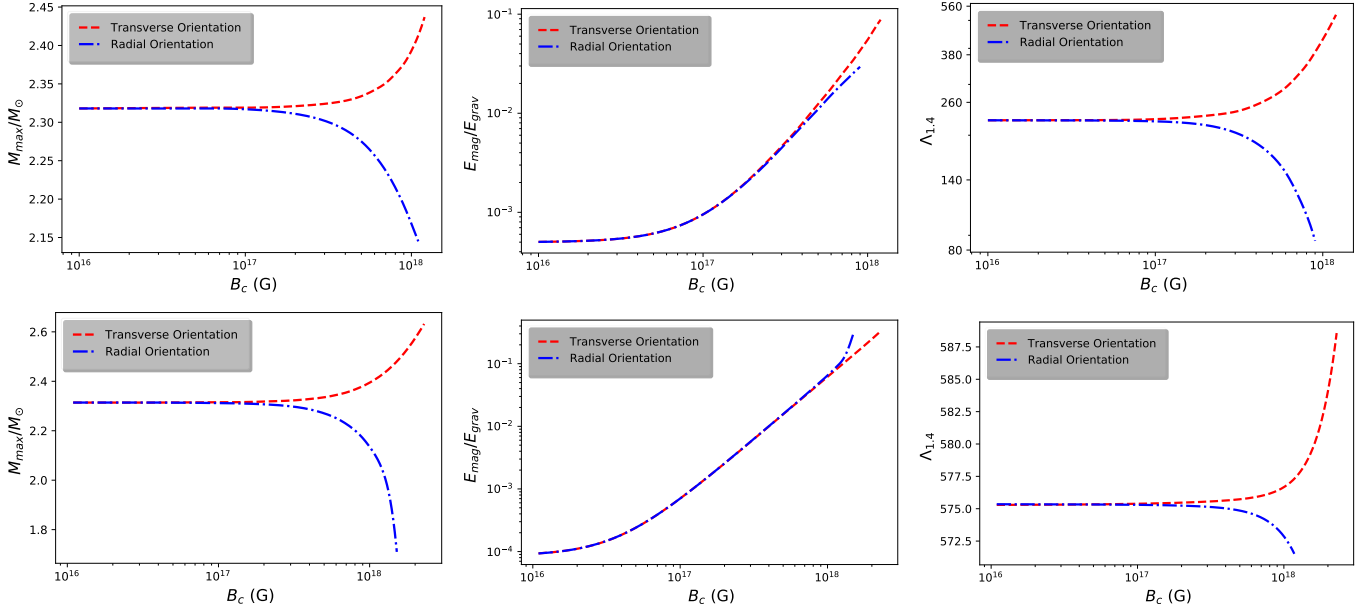 2.45
2.40
2.35
2.30
2.25
2.20
2.15
M_max/M_⊙
Transverse Orientation
Radial Orientation
10^16
10^17
10^18
B_c (G)
10^-1
10^-2
10^-3
E_mag/E_grav
Transverse Orientation
Radial Orientation
10^16
10^17
10^18
B_c (G)
560
380
260
140
80
Λ_1.4
Transverse Orientation
Radial Orientation
10^16
10^17
10^18
B_c (G)
2.6
2.4
2.2
2.0
1.8
M_max/M_⊙
Transverse Orientation
Radial Orientation
10^16
10^17
10^18
B_c (G)
10^-1
10^-2
10^-3
10^-4
E_mag/E_grav
Transverse Orientation
Radial Orientation
10^16
10^17
10^18
B_c (G)
587.5
585.0
582.5
580.0
577.5
575.0
572.5
Λ_1.4
Transverse Orientation
Radial Orientation
10^16
10^17
10^18
B_c (G)